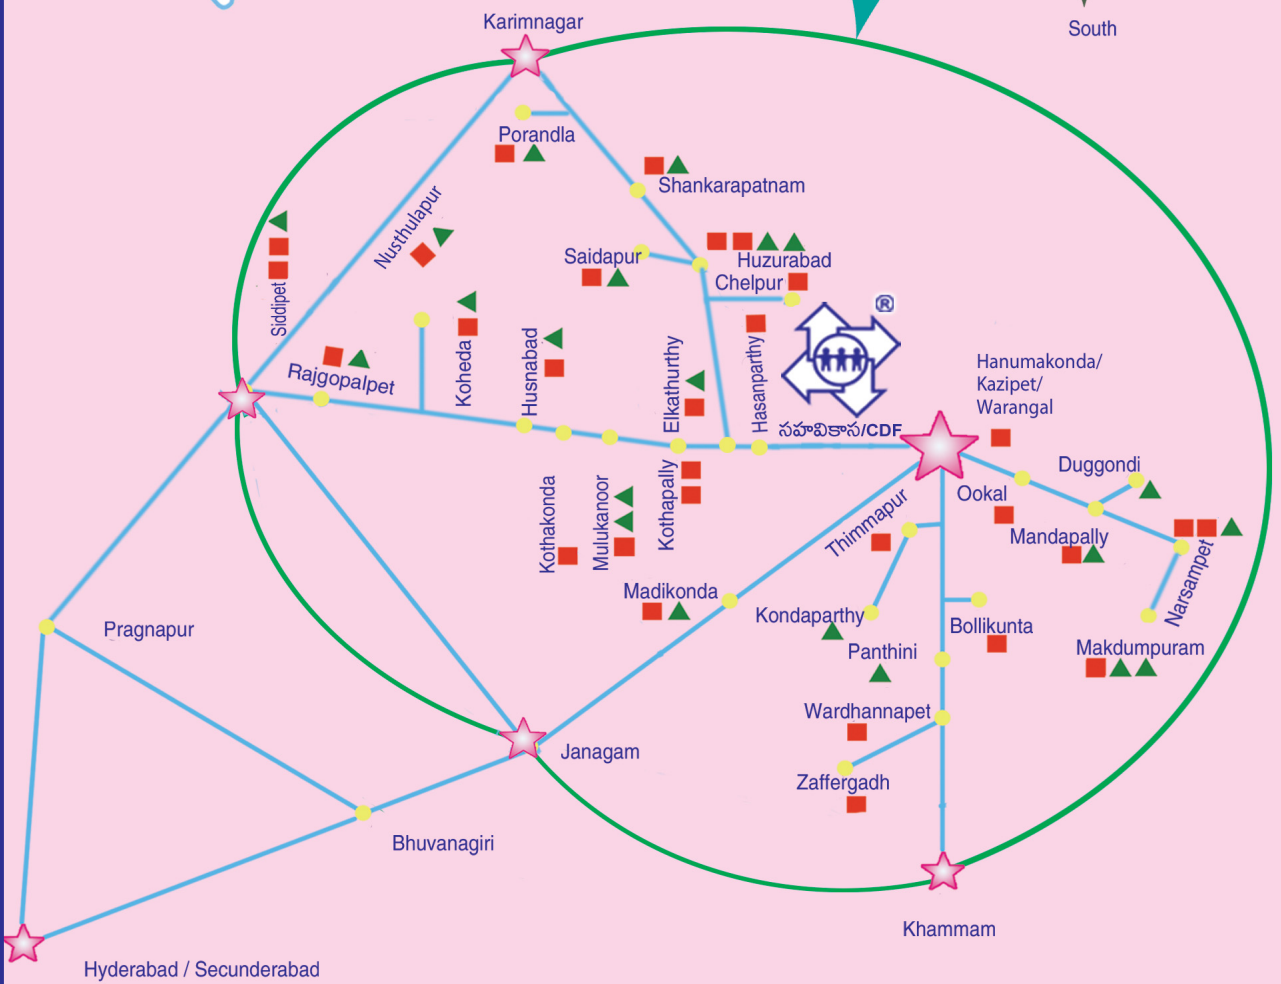 Karimnagar
South
Porandla
Shankarapatnam
Nusthulapur
Saidapur
Huzurabad
Chelpur
Siddipet
®
Rajgopalpet
Koheda
Husnabad
Elkathurthy
Hasanparthy
Hanumakonda/
Kazipet/
Warangal
సహవికాస/CDF
Duggondi
Ookal
Kothakonda
Mulukanoor
Kothapally
Thimmapur
Mandapally
Narsampet
Madikonda
Kondaparthy
Bollikunta
Pragnapur
Panthini
Makdumpuram
Wardhannapet
Janagam
Zaffergadh
Bhuvanagiri
Khammam
Hyderabad / Secunderabad